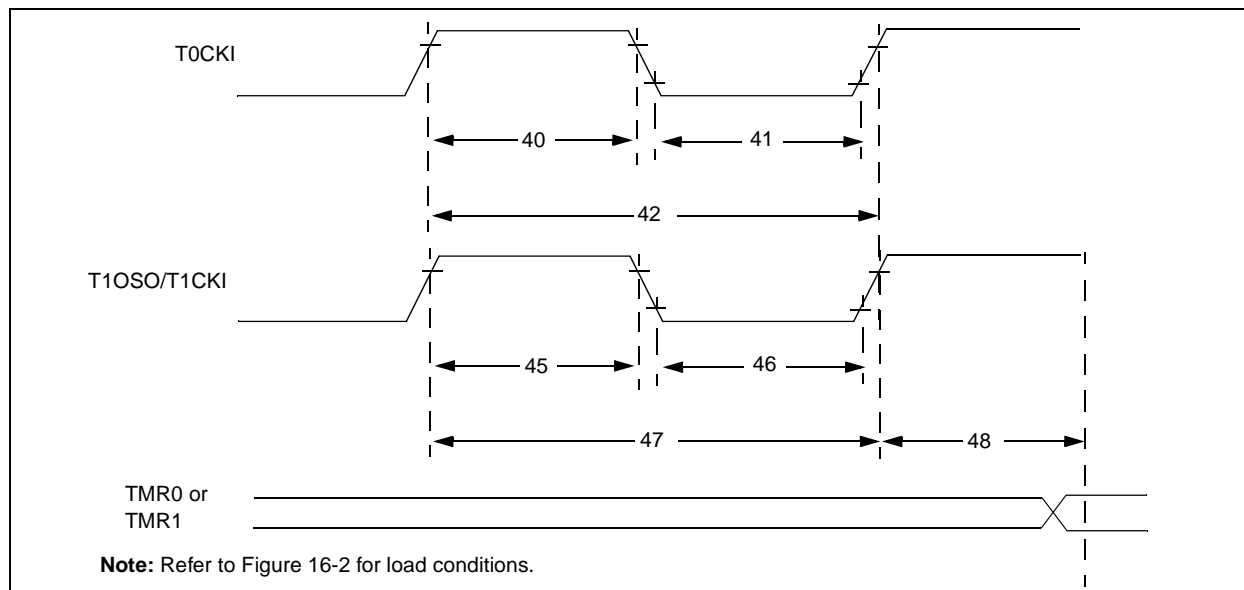 T0CKI
40
41
42
T1OSO/T1CKI
45
46
47
48
TMR0 or
TMR1
Note: Refer to Figure 16-2 for load conditions.